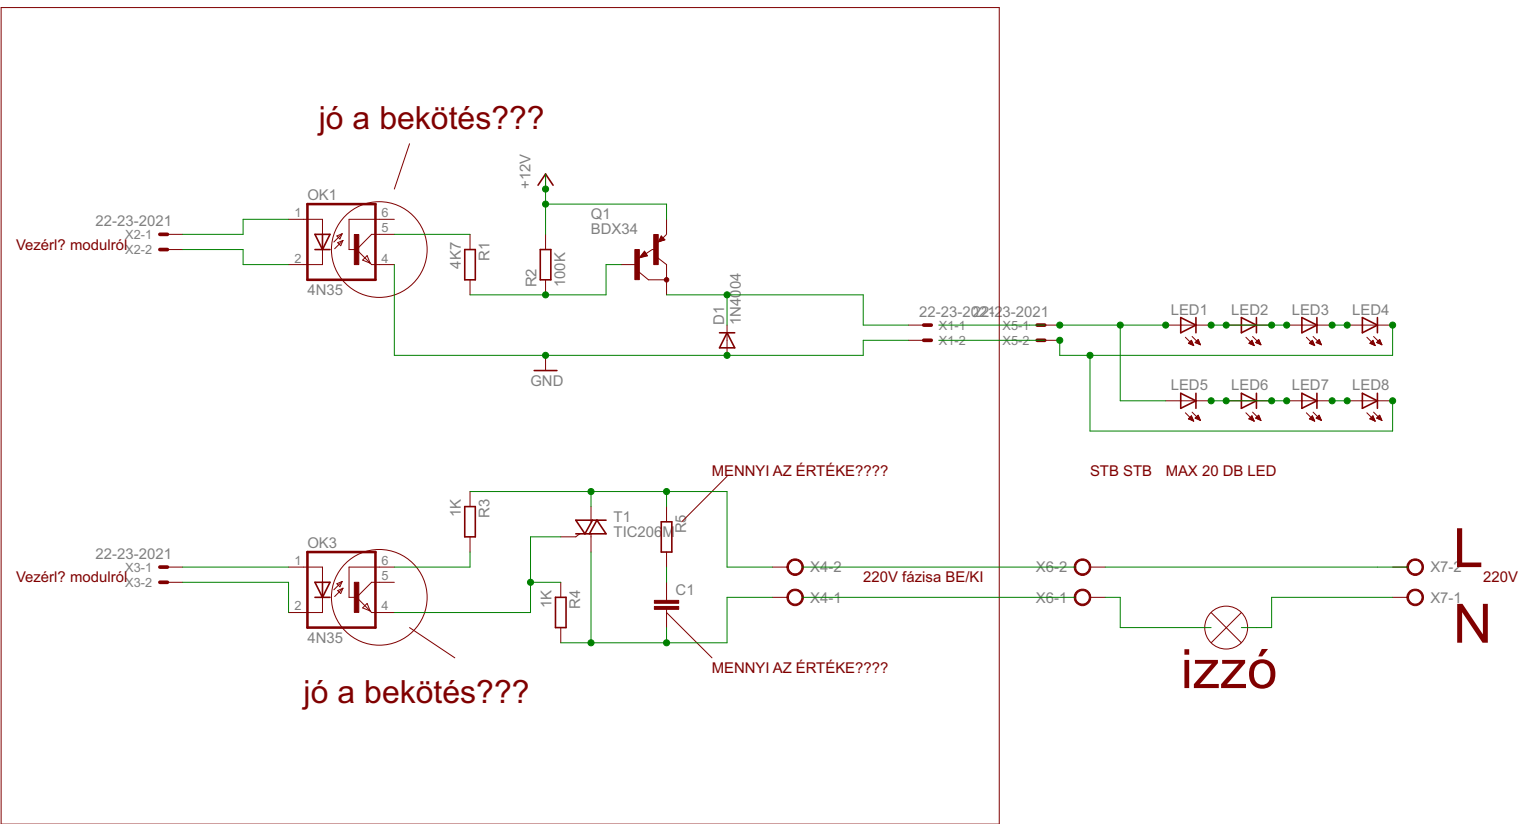 jó a bekötés???
+12V
OK1
1
2
6
5
4
4N35
22-23-2021
X2-1
X2-2
Vezérl? modulról
4K7
R1
R2
100K
Q1
BDX34
D1
1N4004
GND
22-23-2021
X1-1
X1-2
22-23-2021
X5-1
X5-2
LED1
LED2
LED3
LED4
LED5
LED6
LED7
LED8
STB STB MAX 20 DB LED
MENNYI AZ ÉRTÉKE????
1K
R3
T1
TIC206M
R5
22-23-2021
X3-1
X3-2
Vezérl? modulról
OK3
1
2
6
5
4
4N35
1K
R4
C1
X4-2
X4-1
220V fázisa BE/KI
X6-2
X6-1
X7-2
X7-1
L
220V
N
izzó
MENNYI AZ ÉRTÉKE????
jó a bekötés???